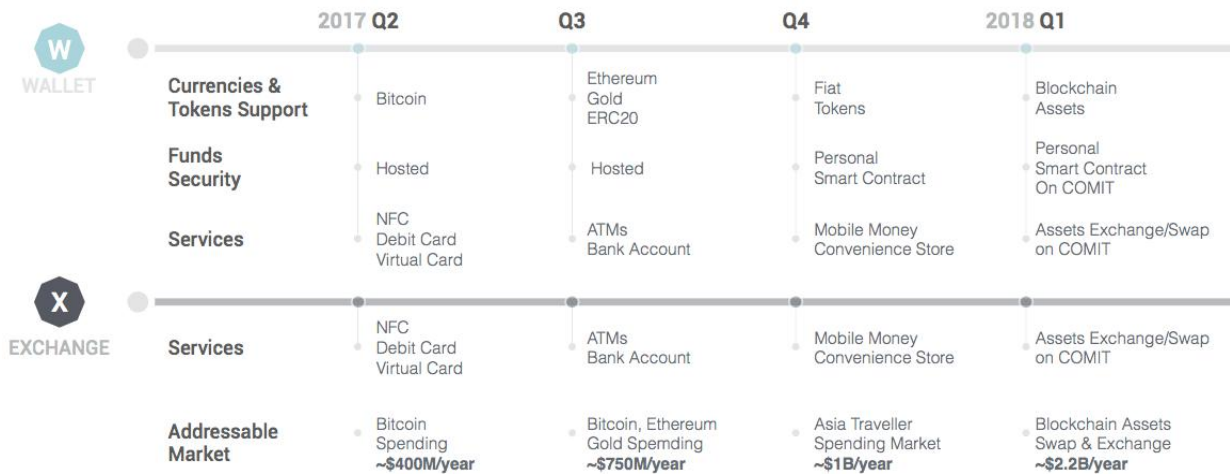 2017 Q2
Q3
Q4
2018 Q1
W
WALLET
Currencies &
Tokens Support
Bitcoin
Ethereum
Gold
ERC20
Fiat
Tokens
Blockchain
Assets
Funds
Security
Hosted
Hosted
Personal
Smart Contract
Personal
Smart Contract
On COMIT
Services
NFC
Debit Card
Virtual Card
ATMs
Bank Account
Mobile Money
Convenience Store
Assets Exchange/Swap
on COMIT
X
EXCHANGE
Services
NFC
Debit Card
Virtual Card
ATMs
Bank Account
Mobile Money
Convenience Store
Assets Exchange/Swap
on COMIT
Addressable
Market
Bitcoin
Spending
~$400M/year
Bitcoin, Ethereum
Gold Spemding
~$750M/year
Asia Traveller
Spending Market
~$1B/year
Blockchain Assets
Swap & Exchange
~$2.2B/year